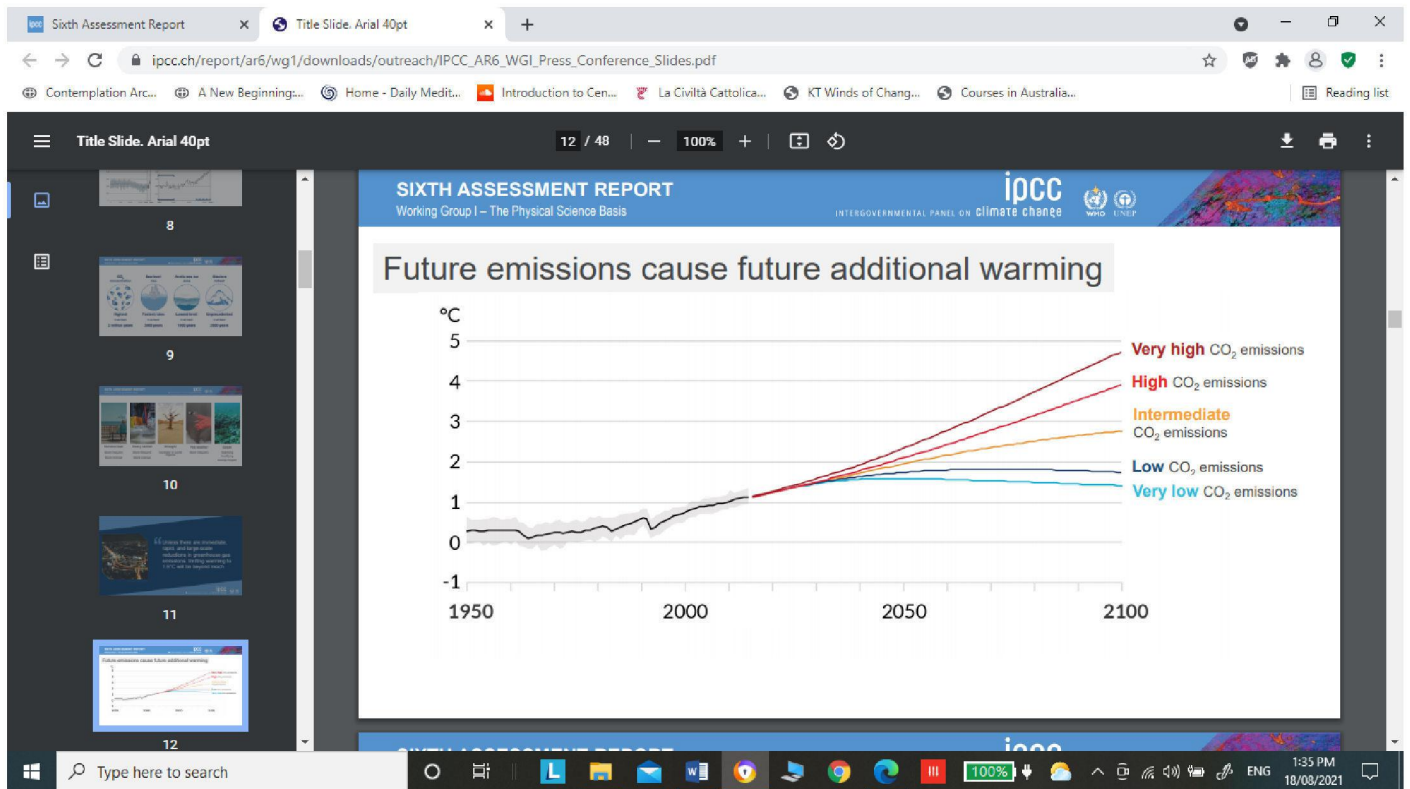 Sixth Assessment Report
Title Slide. Arial 40pt
ipcc.ch/report/ar6/wg1/downloads/outreach/IPCC_AR6_WGI_Press_Conference_Slides.pdf
Contemplation Arc... A New Beginning:... Home - Daily Medit... Introduction to Cen... La Civiltà Cattolica... KT Winds of Chang... Courses in Australia... Reading list
Title Slide. Arial 40pt 12 / 48 100%
8
9
10
11
12
SIXTH ASSESSMENT REPORT
Working Group I – The Physical Science Basis
ipcc
INTERGOVERNMENTAL PANEL ON climate change
WMO UNEP
Future emissions cause future additional warming
°C
5
4
3
2
1
0
-1
1950 2000 2050 2100
Very high CO₂ emissions
High CO₂ emissions
Intermediate
CO₂ emissions
Low CO₂ emissions
Very low CO₂ emissions
Type here to search
100%
ENG
1:35 PM
18/08/2021